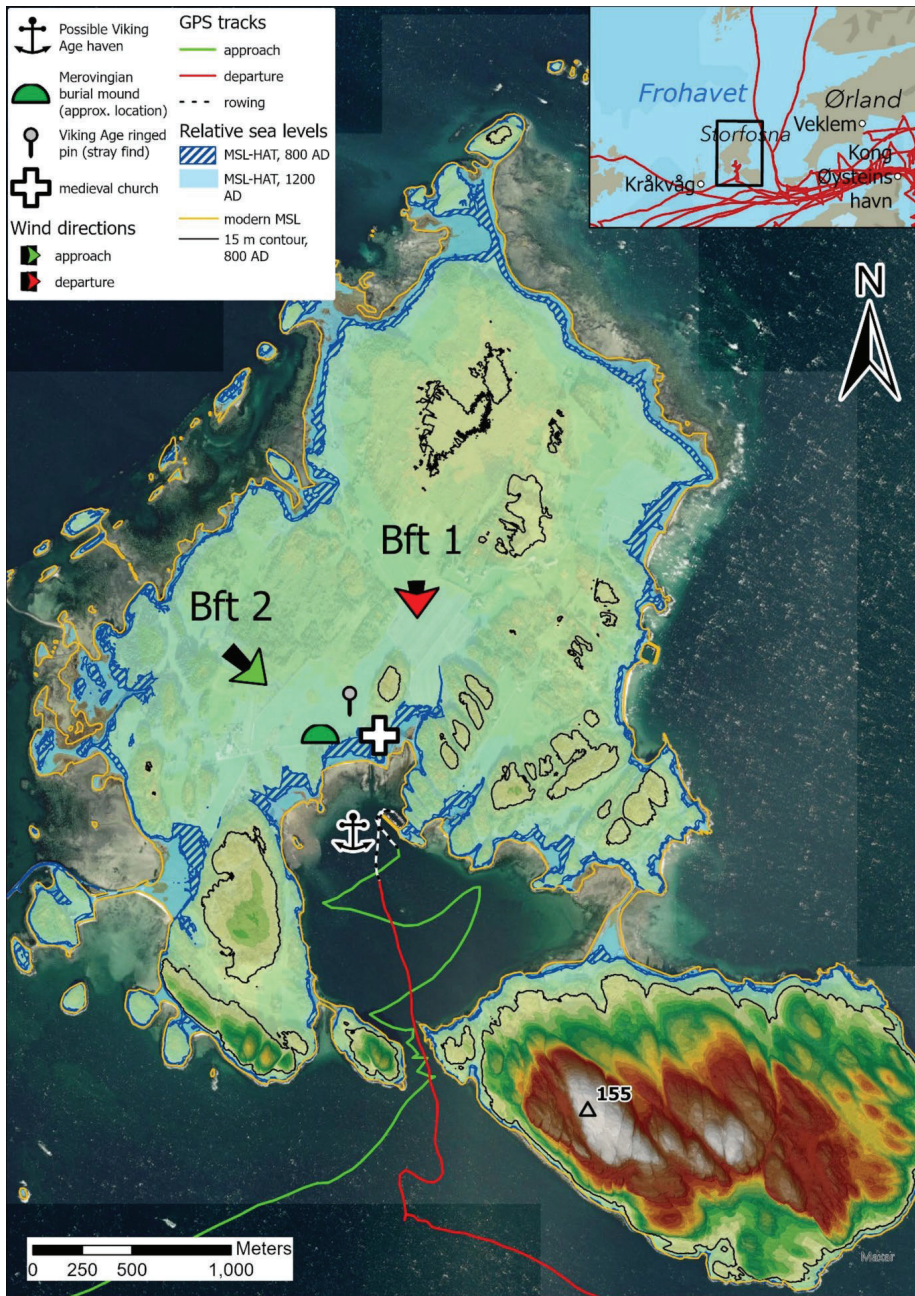 Possible Viking
Age haven
Merovingian
burial mound
(approx. location)
Viking Age ringed
pin (stray find)
medieval church
Wind directions
approach
departure
GPS tracks
approach
departure
rowing
Relative sea levels
MSL-HAT, 800 AD
MSL-HAT, 1200
AD
modern MSL
15 m contour,
800 AD
Frohavet
Ørland
Storfosna
Veklem
Kong
Kråkvåg
Øysteins
havn
N
Bft 1
Bft 2
155
Meters
0 250 500 1,000
Maxar